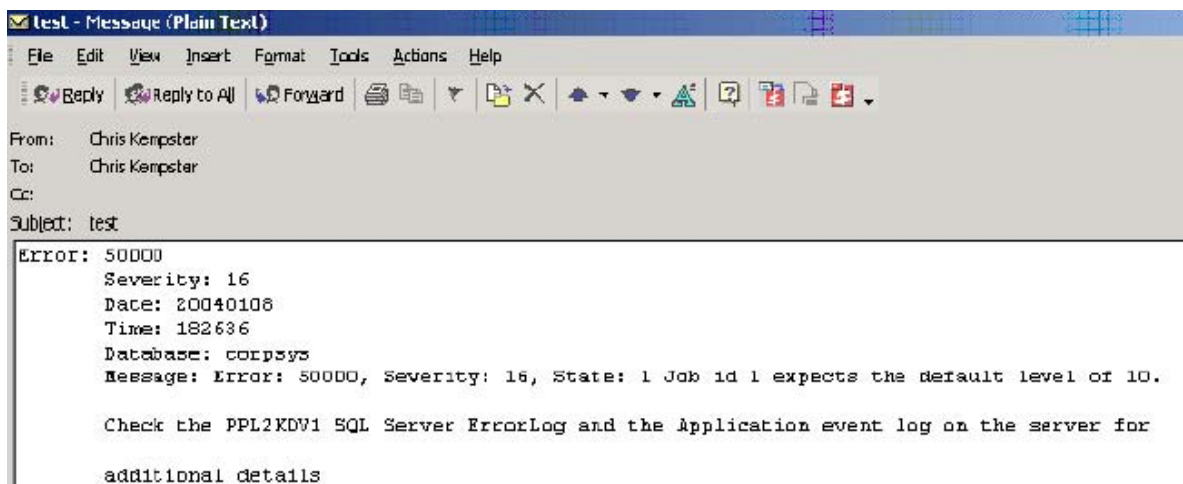 test - Message (Plain Text)
File Edit View Insert Format Tools Actions Help
Reply Reply to All Forward
From: Chris Kempster
To: Chris Kempster
Cc:
Subject: test
Error: 50000
Severity: 16
Date: 20040108
Time: 182636
Database: corpsys
Message: Error: 50000, Severity: 16, State: 1 Job id 1 expects the default level of 10.
Check the PPL2KDV1 SQL Server ErrorLog and the Application event log on the server for
additional details